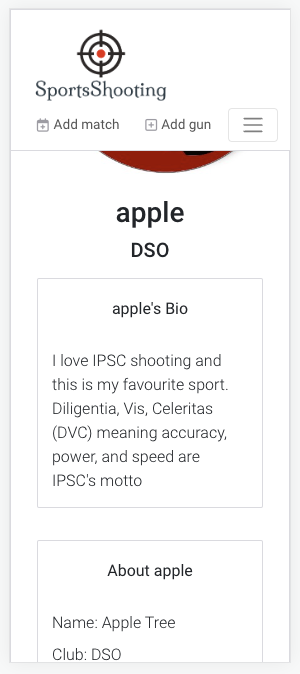 SportsShooting
Add match
Add gun
apple
DSO
apple's Bio
I love IPSC shooting and
this is my favourite sport.
Diligentia, Vis, Celeritas
(DVC) meaning accuracy,
power, and speed are
IPSC's motto
About apple
Name: Apple Tree
Club: DSO